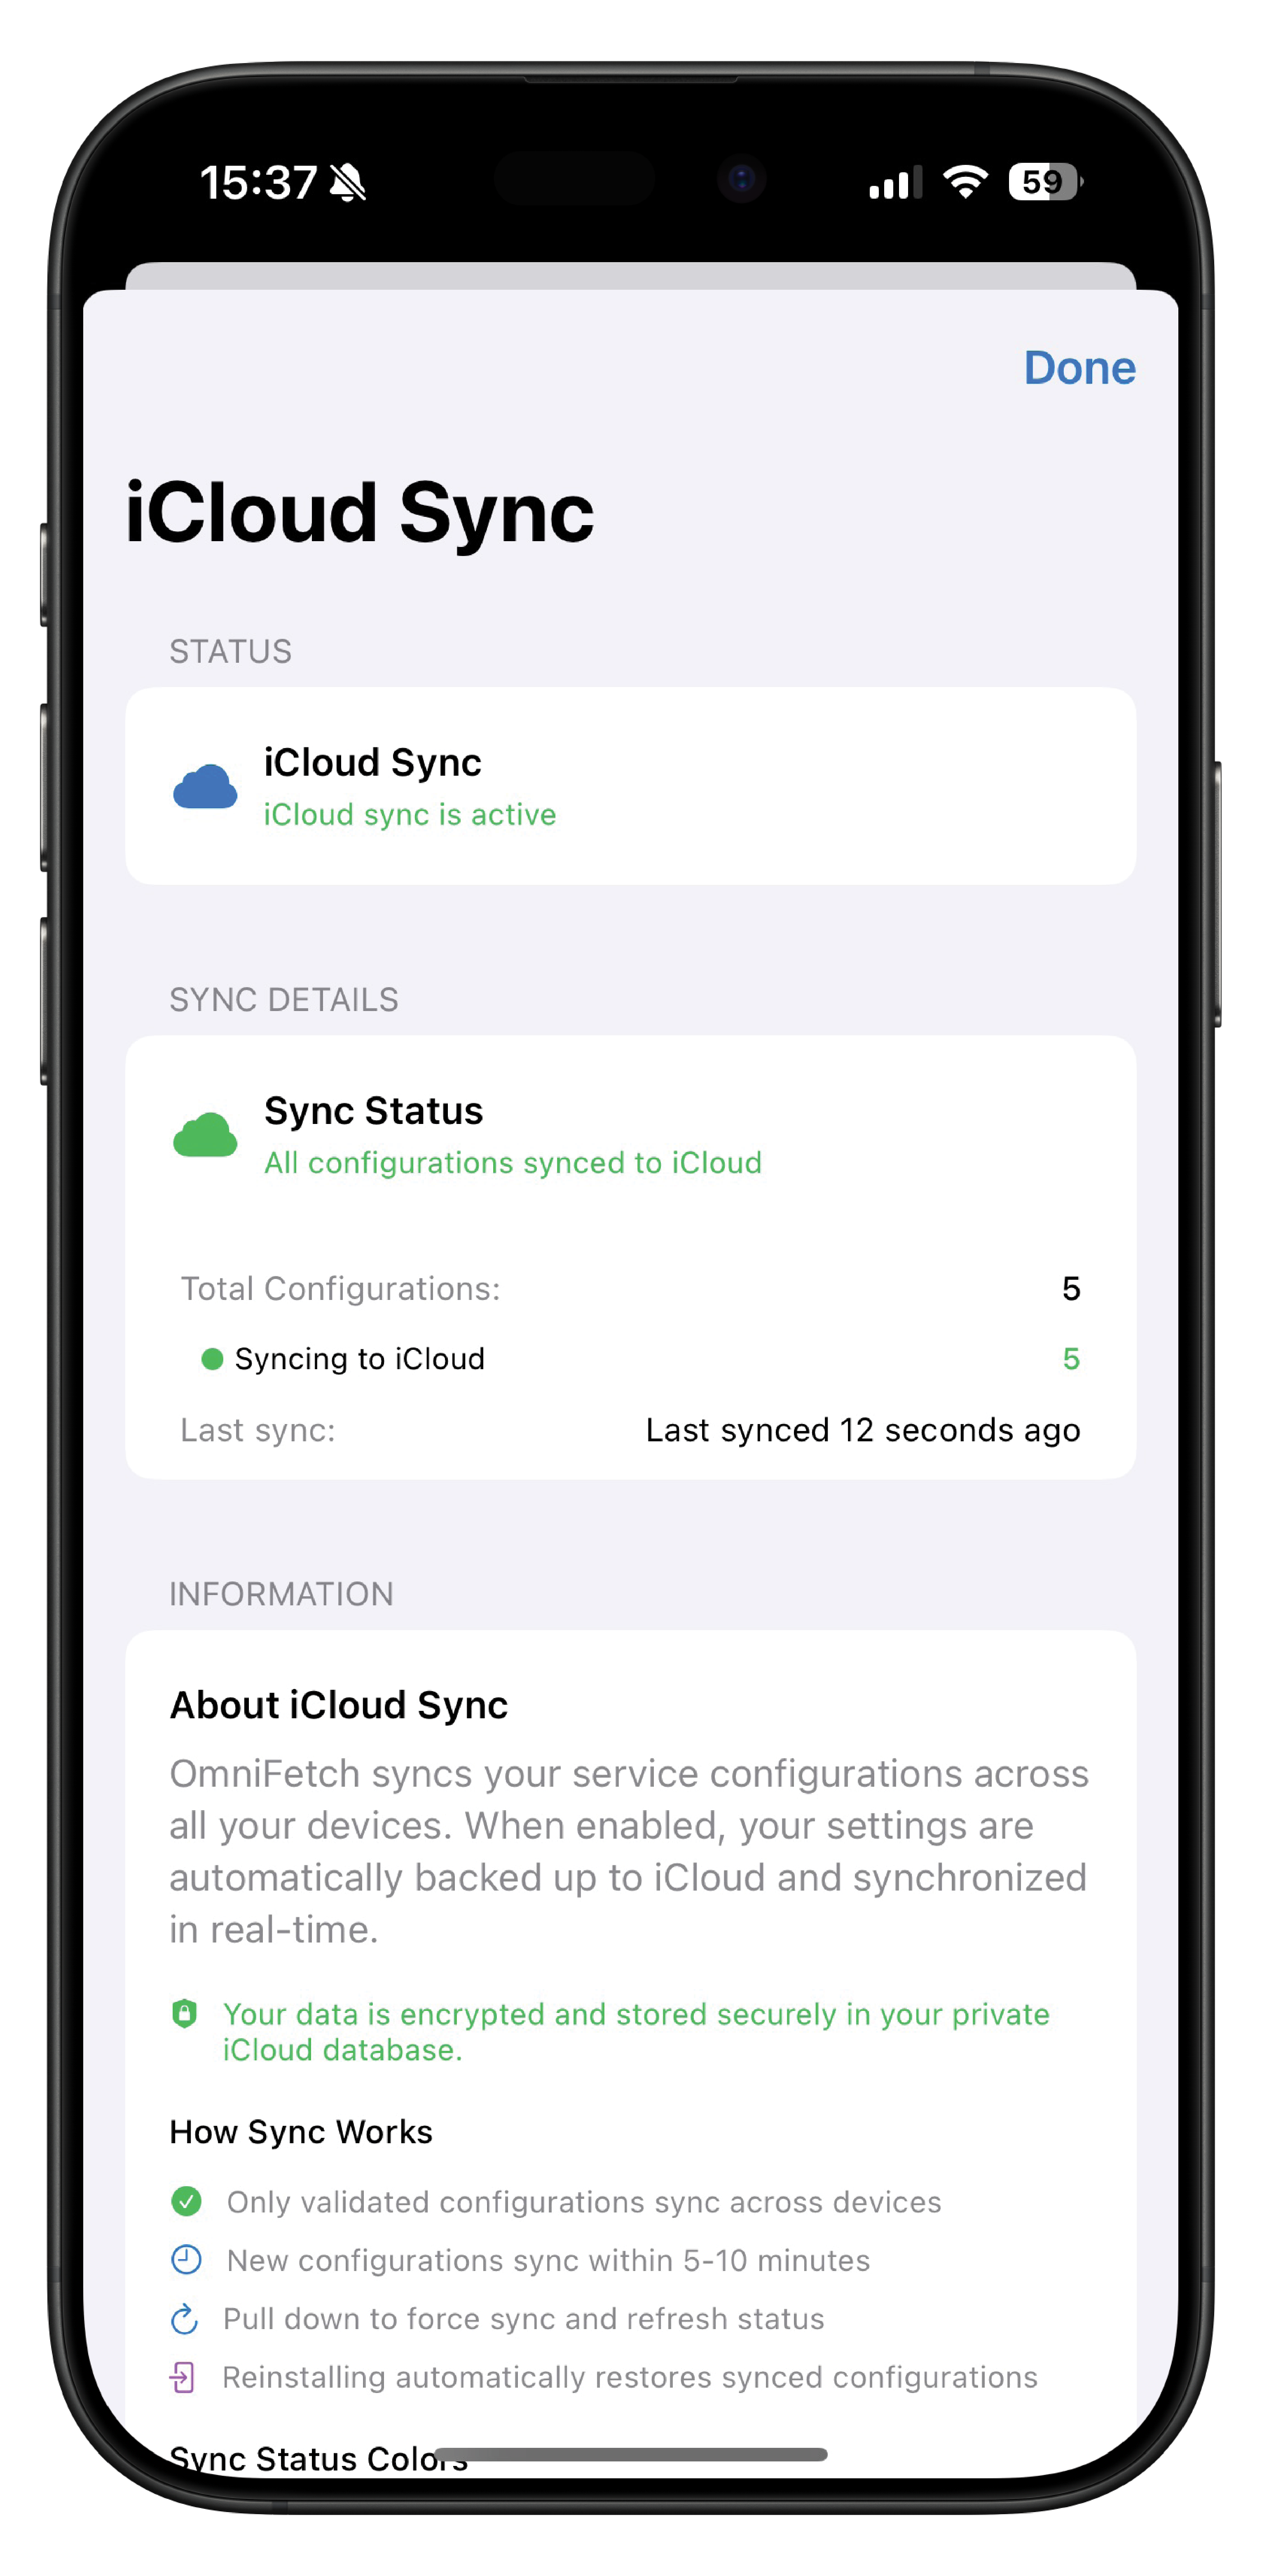 15:37
59
Done
iCloud Sync
STATUS
iCloud Sync
iCloud sync is active
SYNC DETAILS
Sync Status
All configurations synced to iCloud
Total Configurations: 5
Syncing to iCloud 5
Last sync: Last synced 12 seconds ago
INFORMATION
About iCloud Sync
OmniFetch syncs your service configurations across
all your devices. When enabled, your settings are
automatically backed up to iCloud and synchronized
in real-time.
Your data is encrypted and stored securely in your private
iCloud database.
How Sync Works
Only validated configurations sync across devices
New configurations sync within 5-10 minutes
Pull down to force sync and refresh status
Reinstalling automatically restores synced configurations
Sync Status Colors